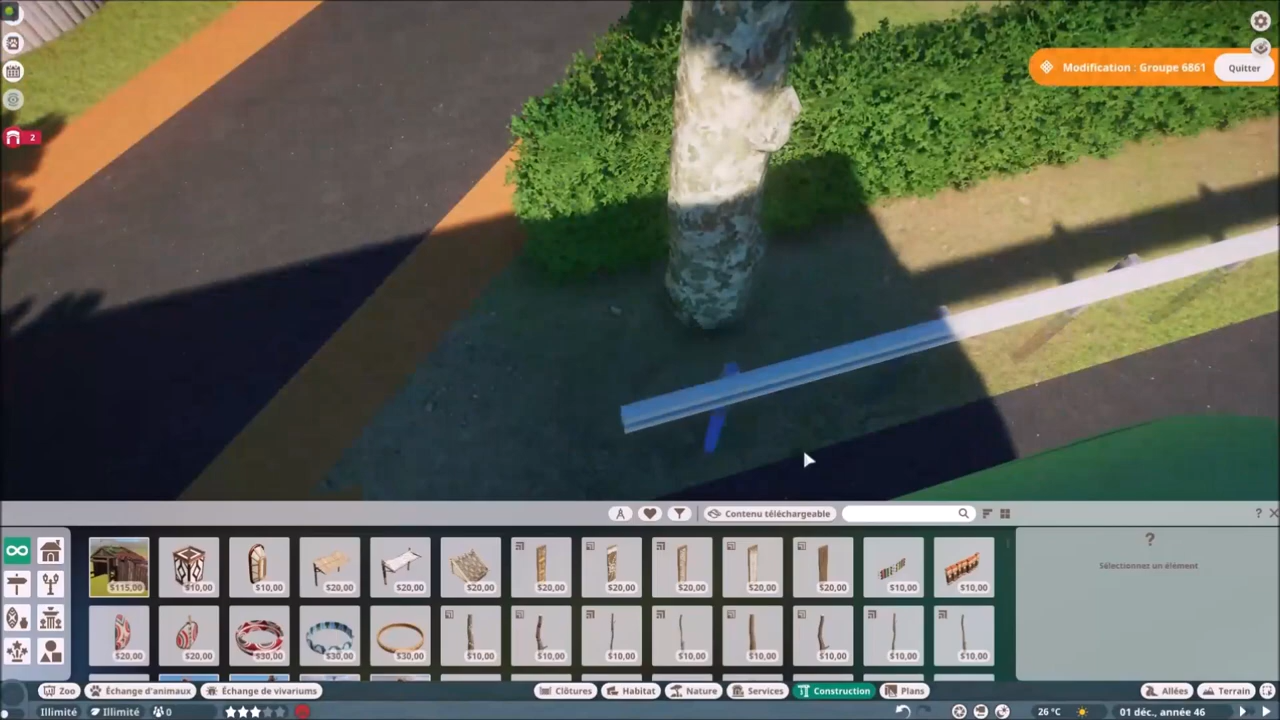 Modification : Groupe 6861
Quitter
2
Contenu téléchargeable
?
$115,00 $10,00 $10,00 $20,00 $20,00 $20,00 $20,00 $20,00 $20,00 $20,00 $20,00 $10,00 $10,00
?
Sélectionnez un élément
$20,00 $20,00 $30,00 $30,00 $30,00 $10,00 $10,00 $10,00 $10,00 $10,00 $10,00 $10,00 $10,00
Zoo Échange d'animaux Échange de vivariums Clôtures Habitat Nature Services Construction Plans Allées Terrain
Illimité Illimité 0 26 °C 01 déc., année 46